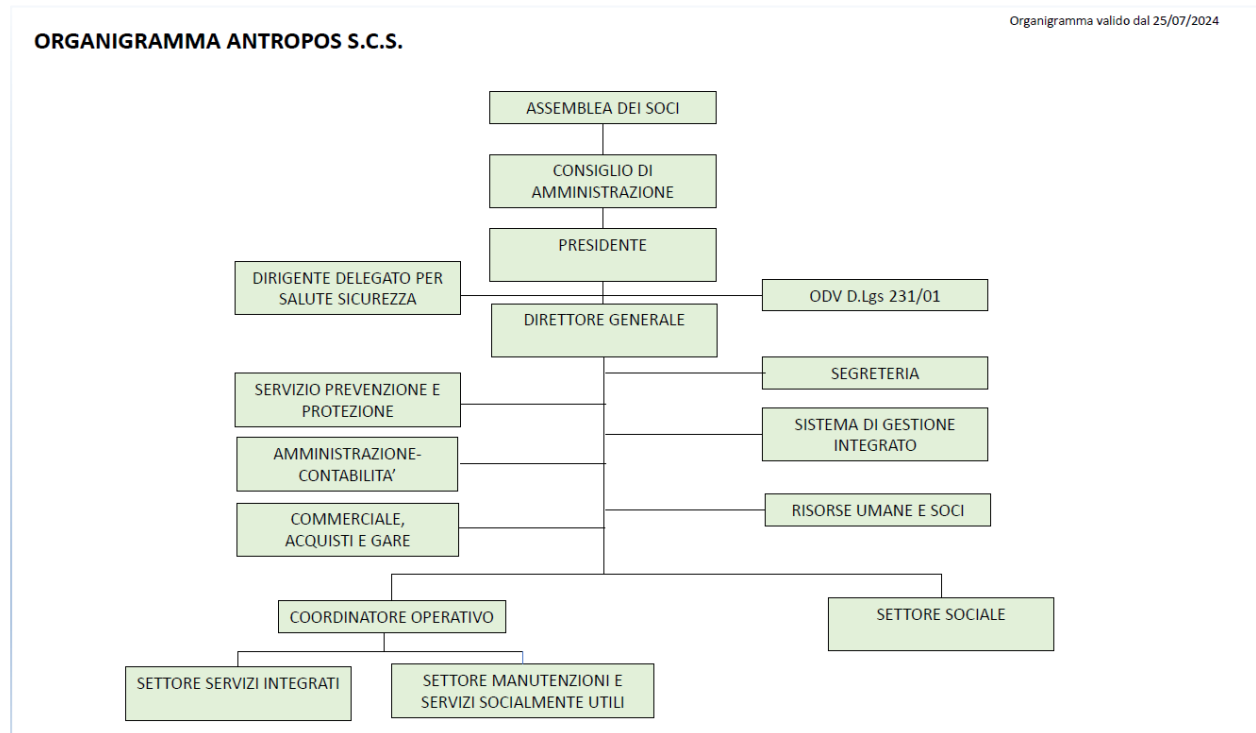 Organigramma valido dal 25/07/2024
ORGANIGRAMMA ANTROPOS S.C.S.
ASSEMBLEA DEI SOCI
CONSIGLIO DI
AMMINISTRAZIONE
PRESIDENTE
DIRIGENTE DELEGATO PER
SALUTE SICUREZZA
ODV D.Lgs 231/01
DIRETTORE GENERALE
SEGRETERIA
SERVIZIO PREVENZIONE E
PROTEZIONE
SISTEMA DI GESTIONE
INTEGRATO
AMMINISTRAZIONE-
CONTABILITA’
RISORSE UMANE E SOCI
COMMERCIALE,
ACQUISTI E GARE
COORDINATORE OPERATIVO
SETTORE SOCIALE
SETTORE SERVIZI INTEGRATI
SETTORE MANUTENZIONI E
SERVIZI SOCIALMENTE UTILI